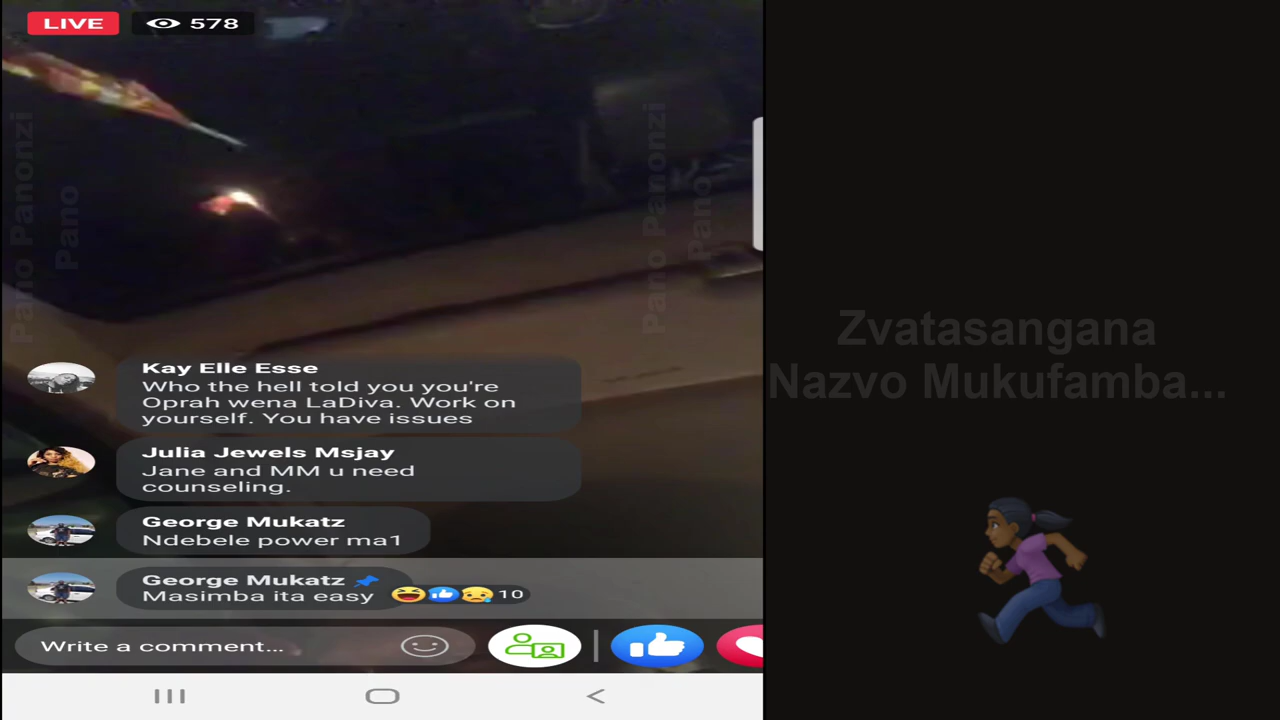 LIVE
578
Pano Panonzi
Pano
Pano Panonzi
Pano
Kay Elle Esse
Who the hell told you you're
Oprah wena LaDiva. Work on
yourself. You have issues
Julia Jewels Msjay
Jane and MM u need
counseling.
George Mukatz
Ndebele power ma1
George Mukatz
Masimba ita easy
10
Write a comment...
Zvatasangana
Nazvo Mukufamba...